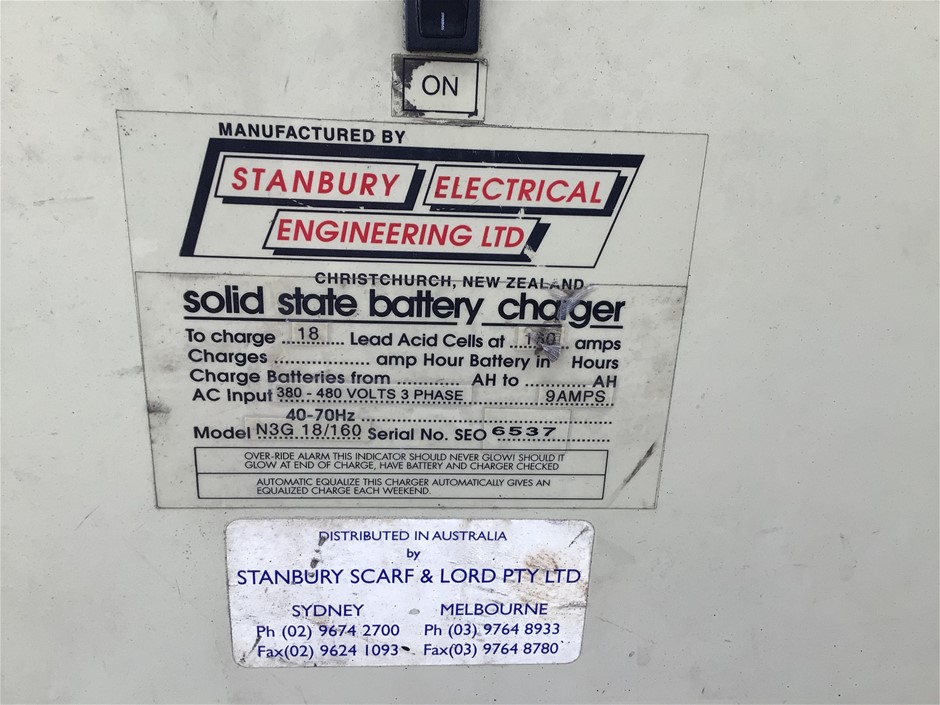 ON
MANUFACTURED BY
STANBURY ELECTRICAL
ENGINEERING LTD
CHRISTCHURCH, NEW ZEALAND
solid state battery charger
To charge ...18....... Lead Acid Cells at ...160... amps
Charges ................ amp Hour Battery in Hours
Charge Batteries from ........... AH to ........... AH
AC Input 380 - 480 VOLTS 3 PHASE 9AMPS
40-70Hz
Model N3G 18/160 Serial No. SEO 6537
OVER-RIDE ALARM THIS INDICATOR SHOULD NEVER GLOW! SHOULD IT
GLOW AT END OF CHARGE, HAVE BATTERY AND CHARGER CHECKED
AUTOMATIC EQUALIZE THIS CHARGER AUTOMATICALLY GIVES AN
EQUALIZED CHARGE EACH WEEKEND.
DISTRIBUTED IN AUSTRALIA
by
STANBURY SCARF & LORD PTY LTD
SYDNEY MELBOURNE
Ph (02) 9674 2700 Ph (03) 9764 8933
Fax(02) 9624 1093 Fax(03) 9764 8780